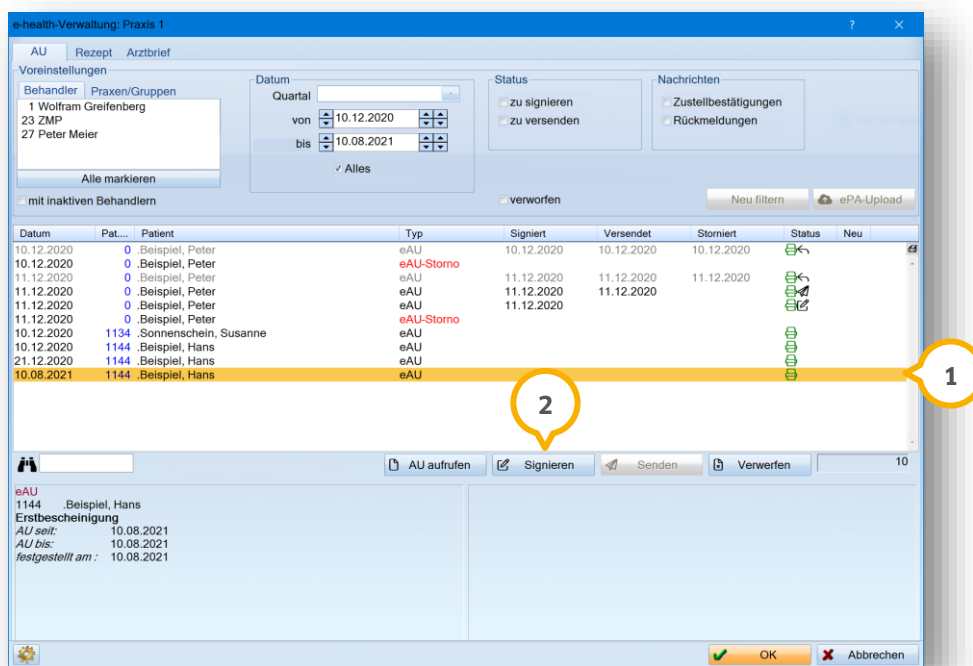 e-health-Verwaltung: Praxis 1 ?
AU Rezept Arztbrief
Voreinstellungen
Behandler Praxen/Gruppen
1 Wolfram Greifenberg
23 ZMP
27 Peter Meier
Alle markieren
mit inaktiven Behandlern
Datum
Quartal
von 10.12.2020
bis 10.08.2021
Alles
Status
zu signieren
zu versenden
verworfen
Nachrichten
Zustellbestätigungen
Rückmeldungen
Neu filtern ePA-Upload
Datum Pat.... Patient Typ Signiert Versendet Storniert Status Neu
10.12.2020 0 .Beispiel, Peter eAU 10.12.2020 10.12.2020 10.12.2020
10.12.2020 0 .Beispiel, Peter eAU-Storno
11.12.2020 0 .Beispiel, Peter eAU 11.12.2020 11.12.2020 11.12.2020
11.12.2020 0 .Beispiel, Peter eAU 11.12.2020 11.12.2020
11.12.2020 0 .Beispiel, Peter eAU 11.12.2020
11.12.2020 0 .Beispiel, Peter eAU-Storno
10.12.2020 1134 .Sonnenschein, Susanne eAU
10.12.2020 1144 .Beispiel, Hans eAU
21.12.2020 1144 .Beispiel, Hans eAU
10.08.2021 1144 .Beispiel, Hans eAU
1
2
AU aufrufen Signieren Senden Verwerfen 10
eAU
1144 .Beispiel, Hans
Erstbescheinigung
AU seit: 10.08.2021
AU bis: 10.08.2021
festgestellt am : 10.08.2021
OK Abbrechen